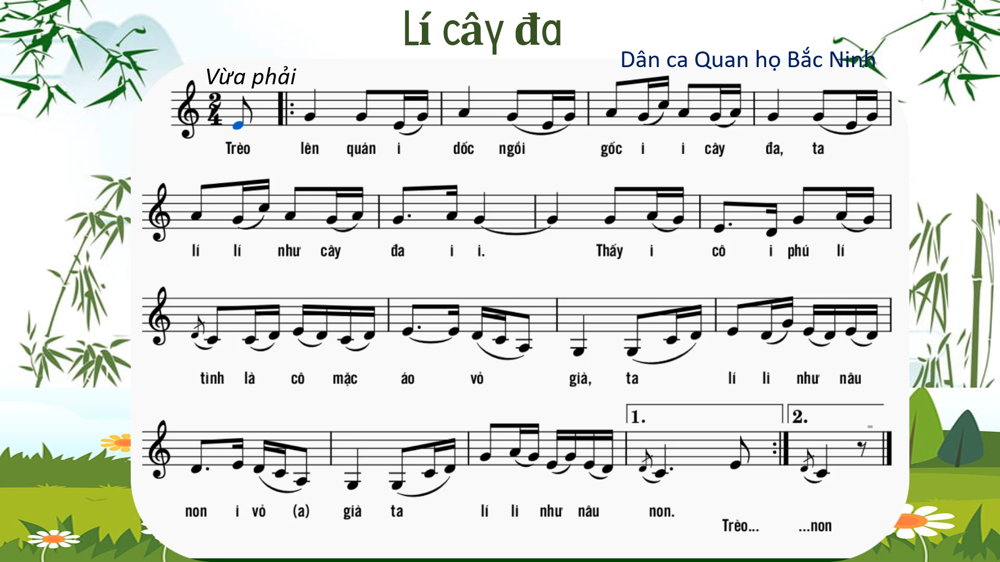 Lí cây đa
Dân ca Quan họ Bắc Ninh
Vừa phải
2
4
Trèo lên quán i dốc ngồi gốc i i cây đa, ta
lí lí như cây đa i i. Thấy i cô i phú lí
tình là cô mặc áo vỏ già, ta lí li như nâu
1. 2.
non i vỏ (a) già ta lí li như nâu non.
Trèo... ...non